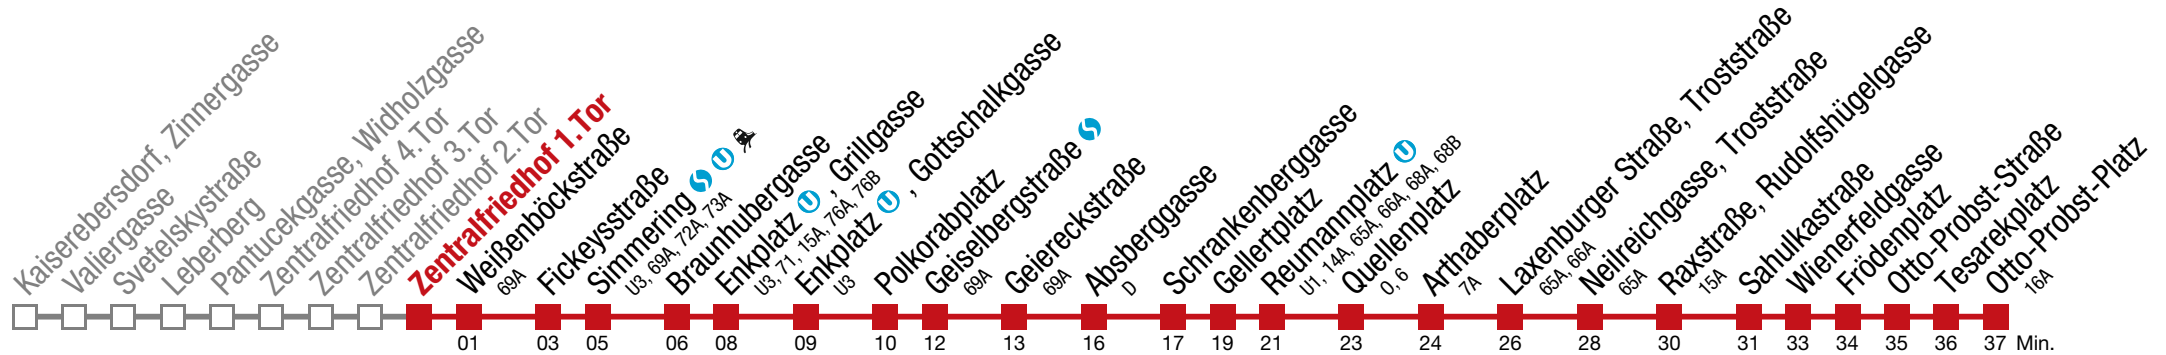 Kaiserebersdorf, Zinnergasse
Valiergasse
Svetelskystraße
Leberberg
Pantucekgasse, Widholzgasse
Zentralfriedhof 4.Tor
Zentralfriedhof 3.Tor
Zentralfriedhof 2.Tor
Zentralfriedhof 1.Tor
Weißenböckstraße
69A
Fickeysstraße
Simmering S U
U3, 69A, 72A, 73A
Braunhubergasse
Enkplatz U , Grillgasse
U3, 71, 15A, 76A, 76B
Enkplatz U , Gottschalkgasse
U3
Polkorabplatz
Geiselbergstraße S
69A
Geiereckstraße
69A
Absberggasse
D
Schrankenberggasse
Gellertplatz
Reumannplatz U
U1, 14A, 65A, 66A, 68A, 68B
Quellenplatz
O, 6
Arthaberplatz
7A
Laxenburger Straße, Troststraße
65A, 66A
Neilreichgasse, Troststraße
65A
Raxstraße, Rudolfshügelgasse
15A
Sahulkastraße
Wienerfeldgasse
Frödenplatz
Otto-Probst-Straße
Tesarekplatz
Otto-Probst-Platz
16A
01 03 05 06 08 09 10 12 13 16 17 19 21 23 24 26 28 30 31 33 34 35 36 37 Min.